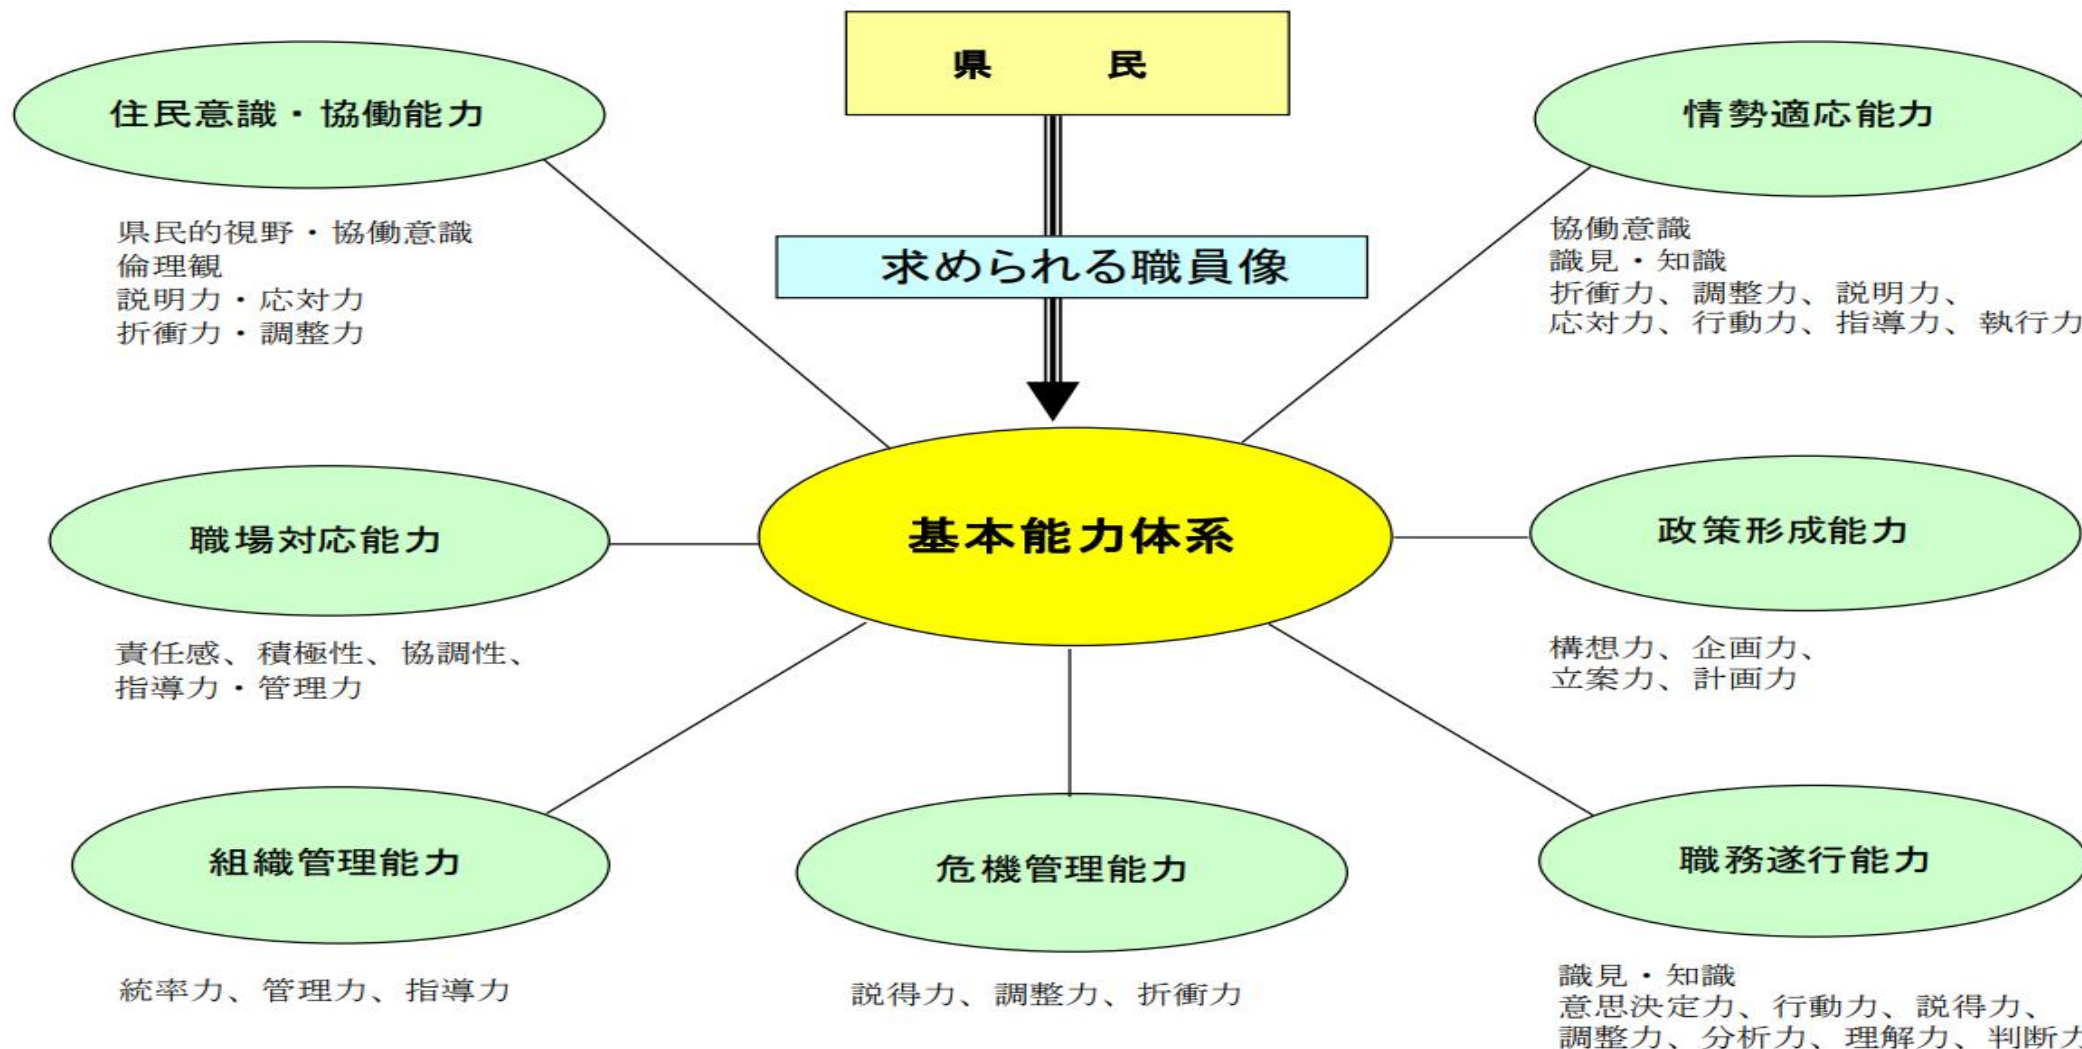 県　民
住民意識・協働能力
県民的視野・協働意識
倫理観
説明力・応対力
折衝力・調整力
求められる職員像
情勢適応能力
協働意識
識見・知識
折衝力、調整力、説明力、
応対力、行動力、指導力、執行力
基本能力体系
職場対応能力
責任感、積極性、協調性、
指導力・管理力
政策形成能力
構想力、企画力、
立案力、計画力
組織管理能力
統率力、管理力、指導力
危機管理能力
説得力、調整力、折衝力
職務遂行能力
識見・知識
意思決定力、行動力、説得力、
調整力、分析力、理解力、判断力